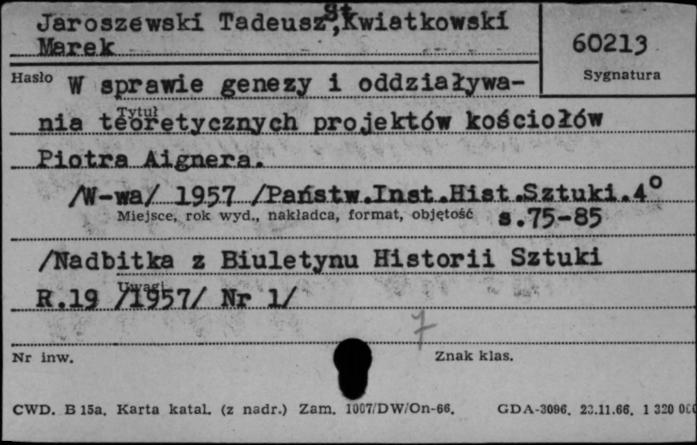 Jaroszewski Tadeusz St., Kwiatkowski
Marek
60213
Hasło
Sygnatura
W sprawie genezy i oddziaływa-
Tytuł
nia teoretycznych projektów kościołów
Piotra Aignera.
/W-wa/ 1957 /Państw.Inst.Hist.Sztuki.4°
Miejsce, rok wyd., nakładca, format, objętość
s.75-85
/Nadbitka z Biuletynu Historii Sztuki
Uwagi
R.19 /1957/ Nr 1/
7
Nr inw.
Znak klas.
CWD. B 15a. Karta katal. (z nadr.) Zam. 1007/DW/On-66. GDA-3096. 23.11.66. 1 320 000